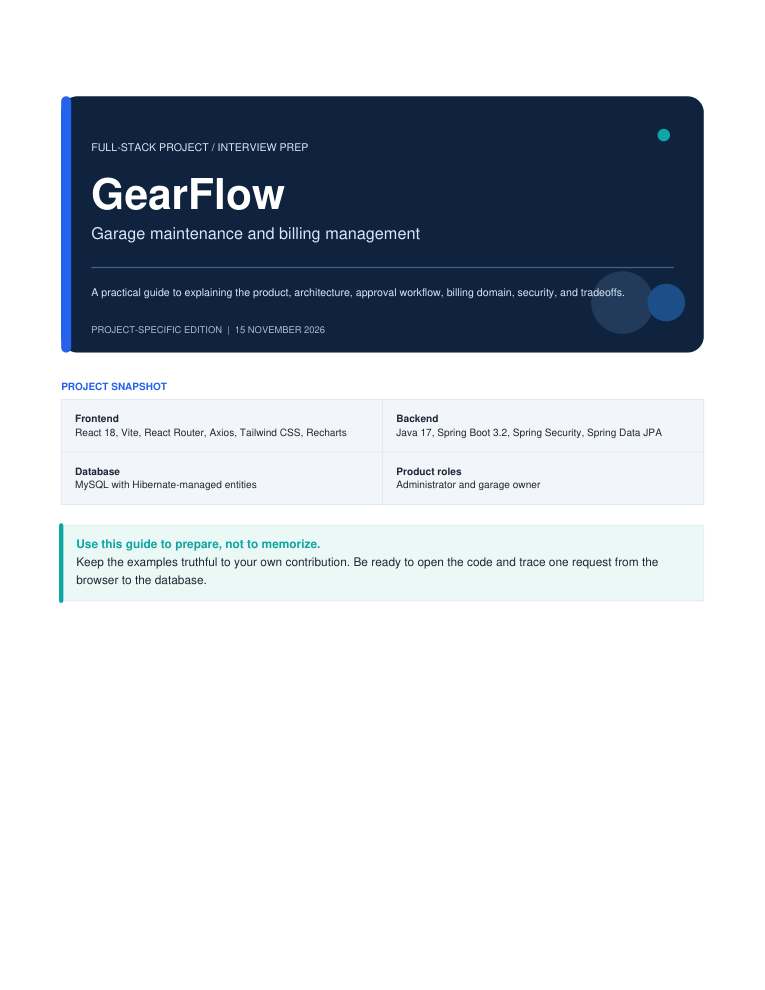 FULL-STACK PROJECT / INTERVIEW PREP
GearFlow
Garage maintenance and billing management
A practical guide to explaining the product, architecture, approval workflow, billing domain, security, and tradeoffs.
PROJECT-SPECIFIC EDITION | 15 NOVEMBER 2026
PROJECT SNAPSHOT
Frontend
React 18, Vite, React Router, Axios, Tailwind CSS, Recharts
Backend
Java 17, Spring Boot 3.2, Spring Security, Spring Data JPA
Database
MySQL with Hibernate-managed entities
Product roles
Administrator and garage owner
Use this guide to prepare, not to memorize.
Keep the examples truthful to your own contribution. Be ready to open the code and trace one request from the
browser to the database.